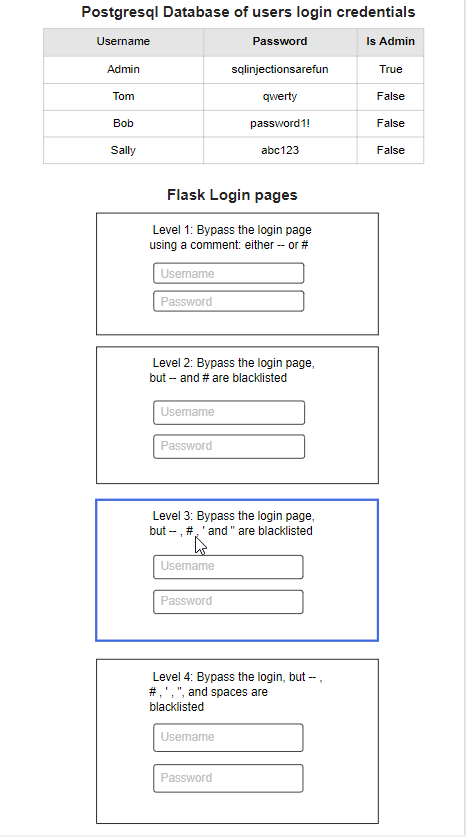 Postgresql Database of users login credentials
Username Password Is Admin
Admin sqlinjectionsarefun True
Tom qwerty False
Bob password1! False
Sally abc123 False
Flask Login pages
Level 1: Bypass the login page
using a comment: either -- or #
Username
Password
Level 2: Bypass the login page,
but -- and # are blacklisted
Username
Password
Level 3: Bypass the login page,
but -- , # , ' and " are blacklisted
Username
Password
Level 4: Bypass the login, but -- ,
# , ' , ", and spaces are
blacklisted
Username
Password